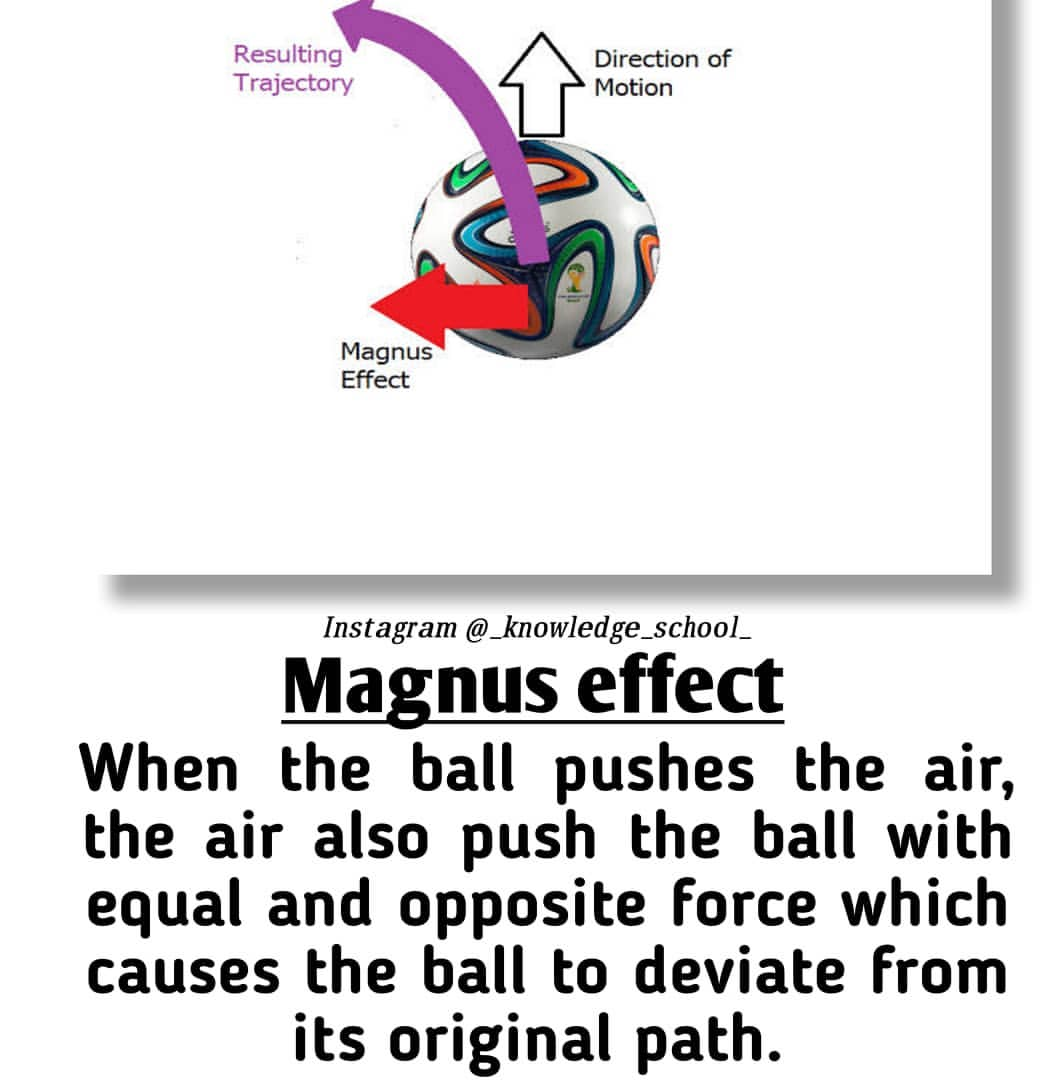 Resulting
Trajectory
Direction of
Motion
Magnus
Effect
Instagram @_knowledge_school_
Magnus effect
When the ball pushes the air,
the air also push the ball with
equal and opposite force which
causes the ball to deviate from
its original path.